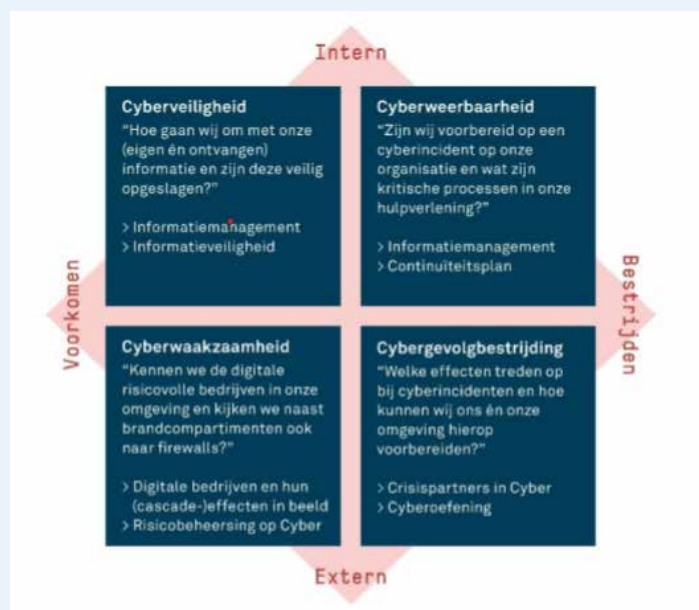 Intern
Cyberveiligheid
"Hoe gaan wij om met onze
(eigen én ontvangen)
informatie en zijn deze veilig
opgeslagen?"
> Informatiemanagement
> Informatieveiligheid
Cyberweerbaarheid
"Zijn wij voorbereid op een
cyberincident op onze
organisatie en wat zijn
kritische processen in onze
hulpverlening?"
> Informatiemanagement
> Continuïteitsplan
Voorkomen
Bestrijden
Cyberwaakzaamheid
"Kennen we de digitale
risicovolle bedrijven in onze
omgeving en kijken we naast
brandcompartimenten ook
naar firewalls?"
> Digitale bedrijven en hun
(cascade-)effecten in beeld
> Risicobeheersing op Cyber
Cybergevolgbestrijding
"Welke effecten treden op
bij cyberincidenten en hoe
kunnen wij ons én onze
omgeving hierop
voorbereiden?"
> Crisispartners in Cyber
> Cyberoefening
Extern